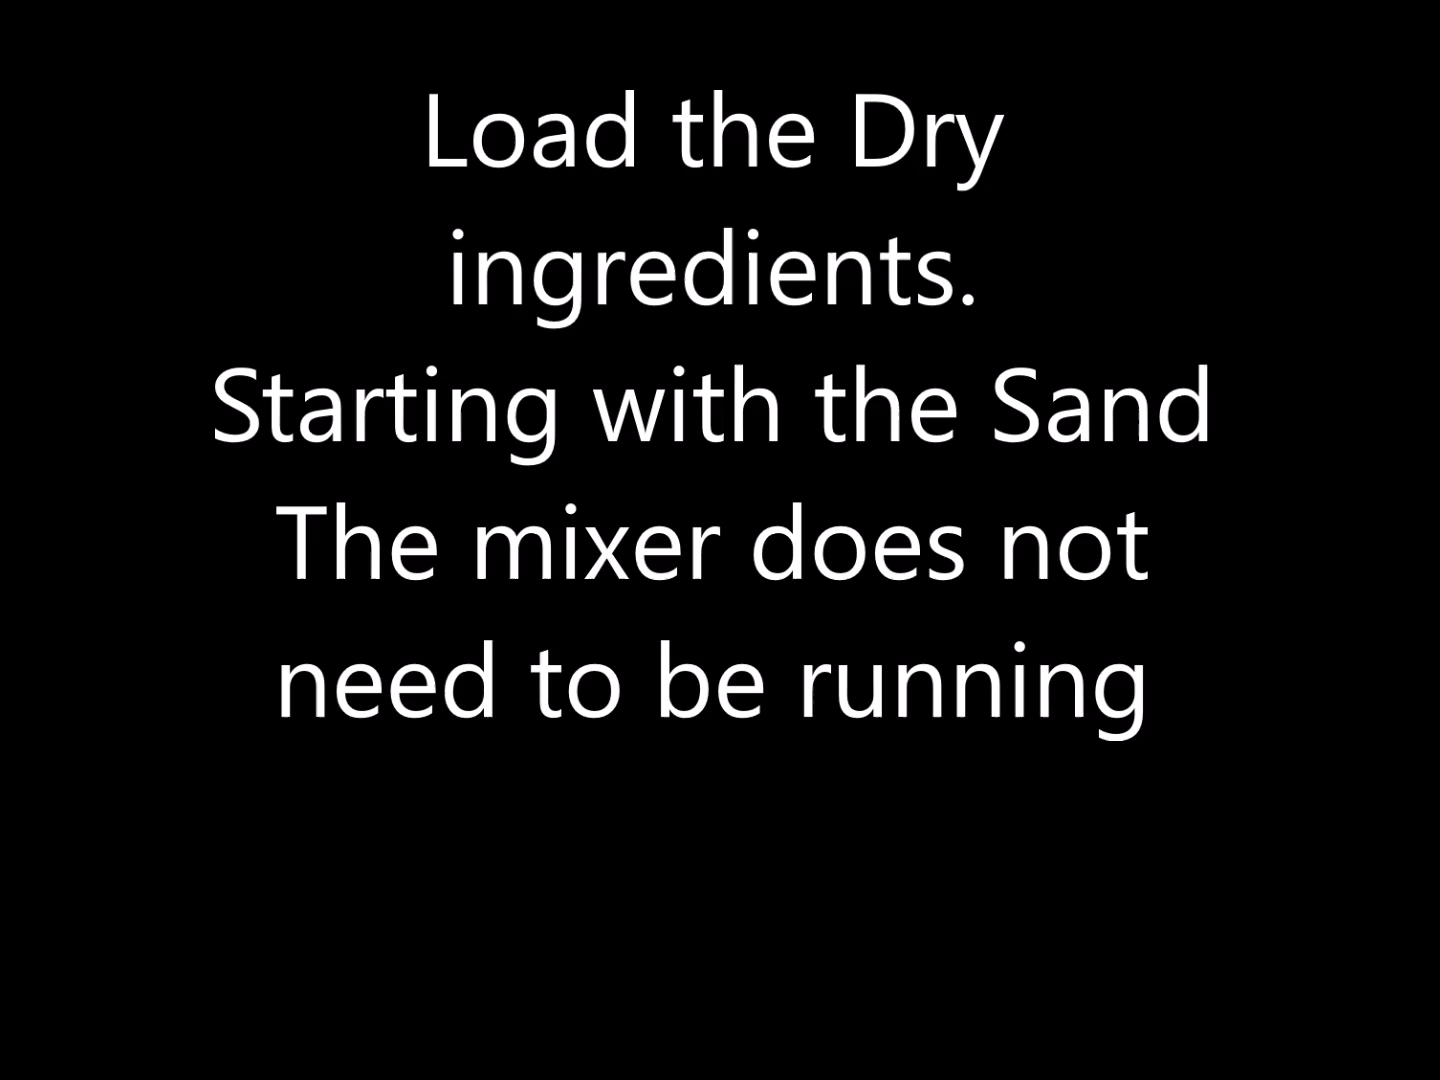 Load the Dry
ingredients.
Starting with the Sand
The mixer does not
need to be running